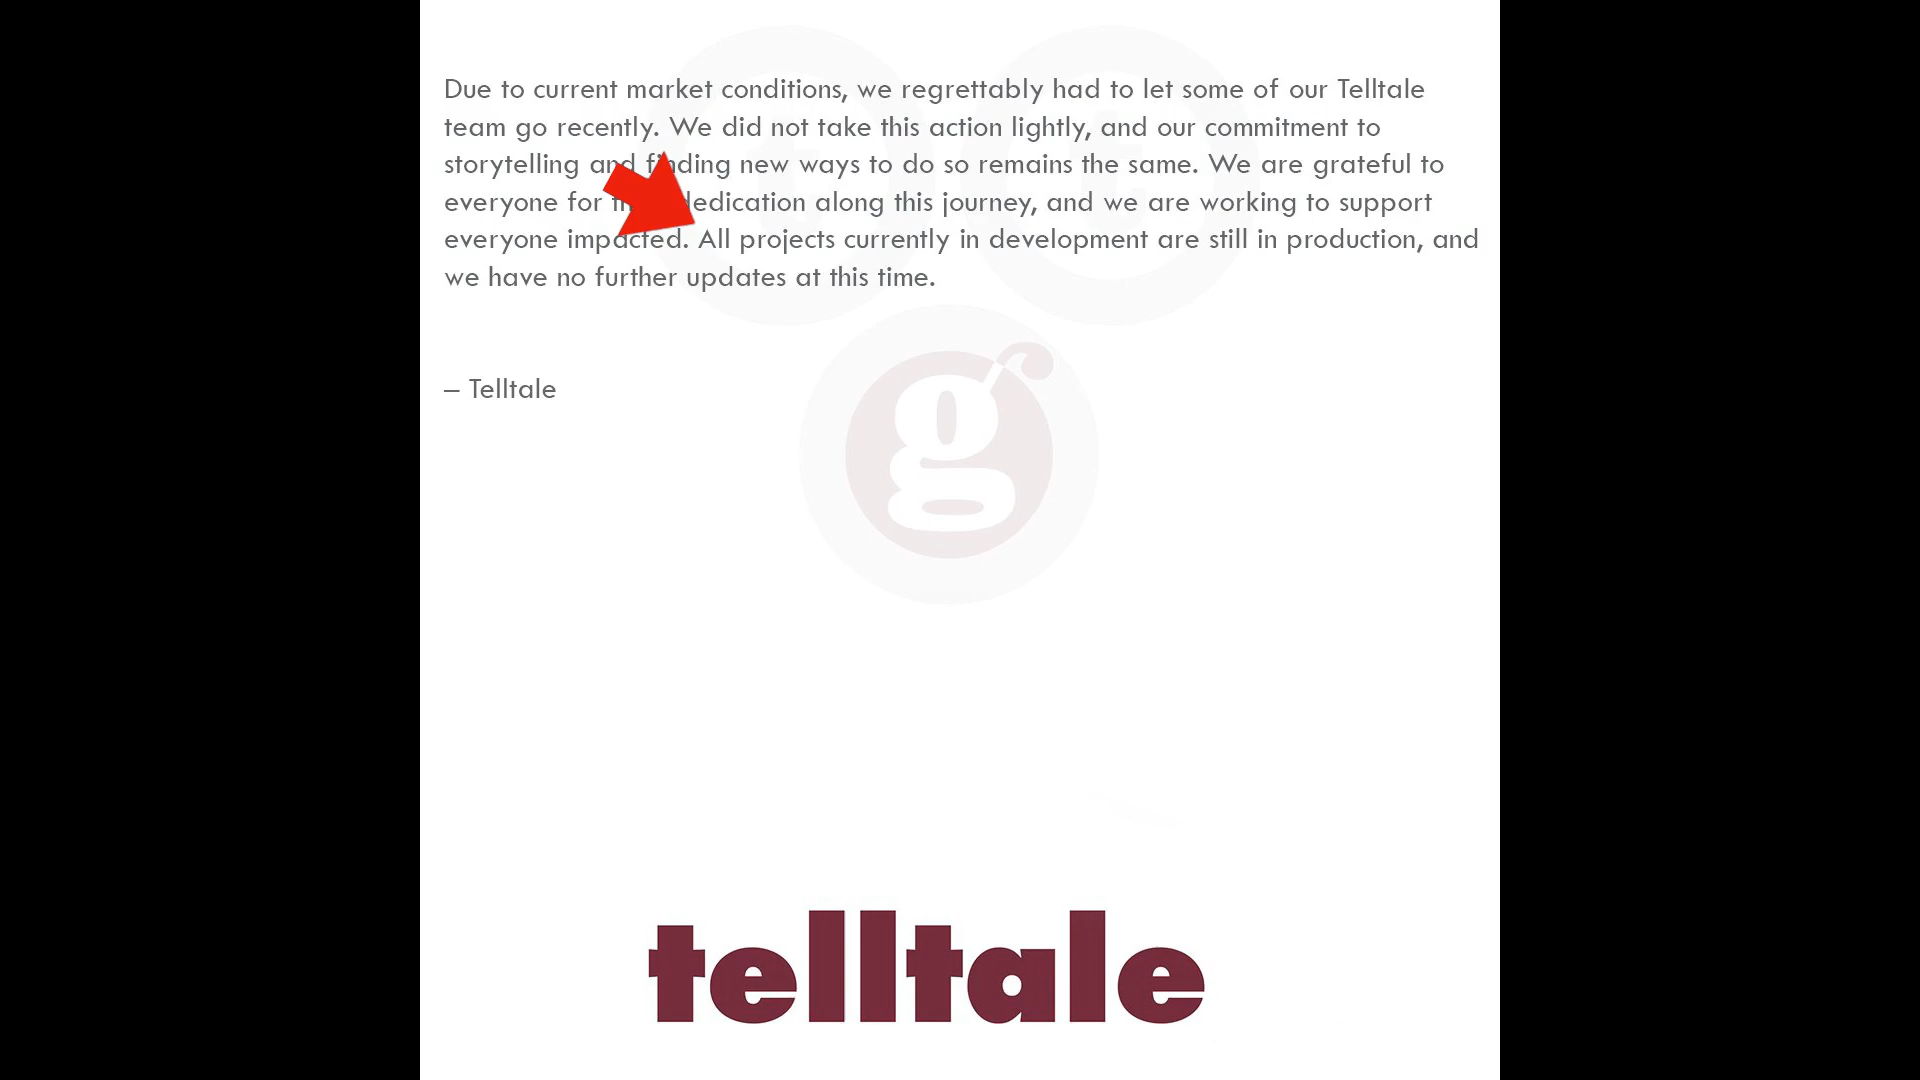 Due to current market conditions, we regrettably had to let some of our Telltale
team go recently. We did not take this action lightly, and our commitment to
storytelling and finding new ways to do so remains the same. We are grateful to
everyone for dedication along this journey, and we are working to support
everyone impacted. All projects currently in development are still in production, and
we have no further updates at this time.
– Telltale
g
telltale